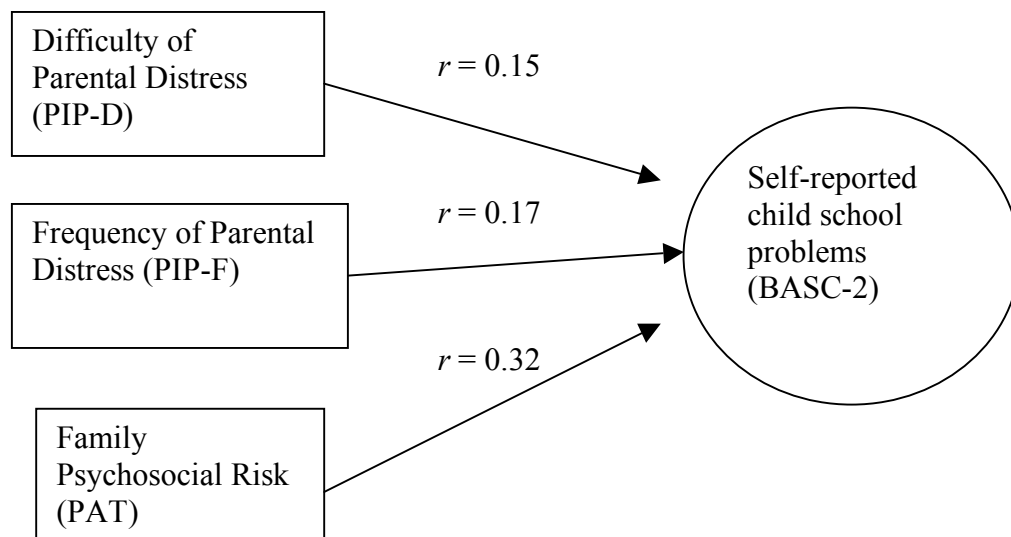 Difficulty of
Parental Distress
(PIP-D)
r = 0.15
Frequency of Parental
Distress (PIP-F)
r = 0.17
Family
Psychosocial Risk
(PAT)
r = 0.32
Self-reported
child school
problems
(BASC-2)